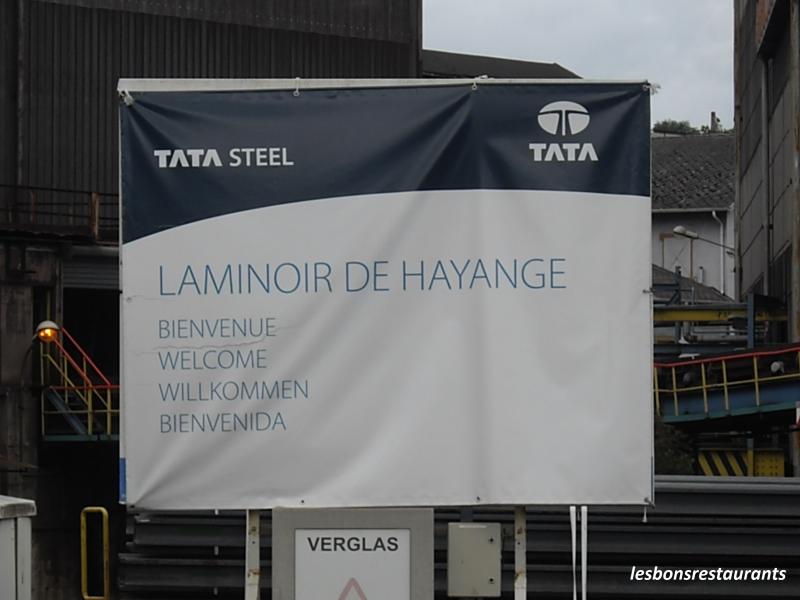 TATA STEEL
TATA
LAMINOIR DE HAYANGE
BIENVENUE
WELCOME
WILLKOMMEN
BIENVENIDA
VERGLAS
lesbonsrestaurants